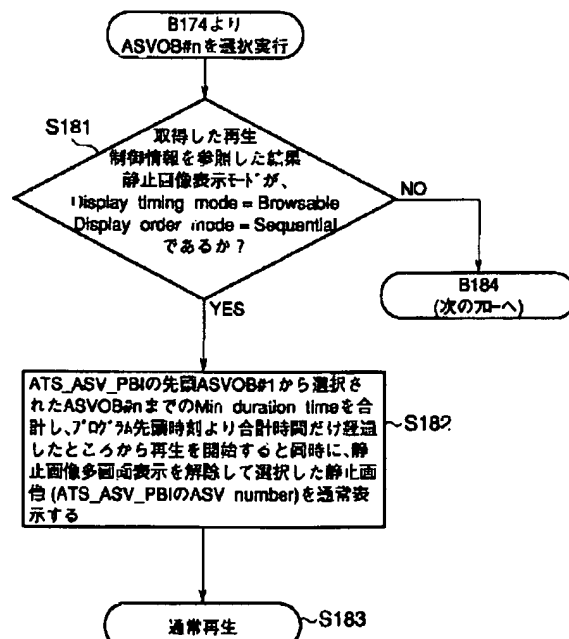 B174より
ASVOB#nを選択実行
S181
取得した再生
制御情報を参照した結果
静止画像表示モードが、
Display timing mode = Browsable
Display order mode = Sequential
であるか？
NO
B184
(次のフローへ)
YES
ATS_ASV_PBIの先頭ASVOB#1から選択さ
れたASVOB#nまでのMin duration timeを合
計し、プログラム先頭時刻より合計時間だけ経過
したところから再生を開始すると同時に、静
止画像多画面表示を解除して選択した静止画
像 (ATS_ASV_PBIのASV number)を通常表
示する
S182
通常再生
S183